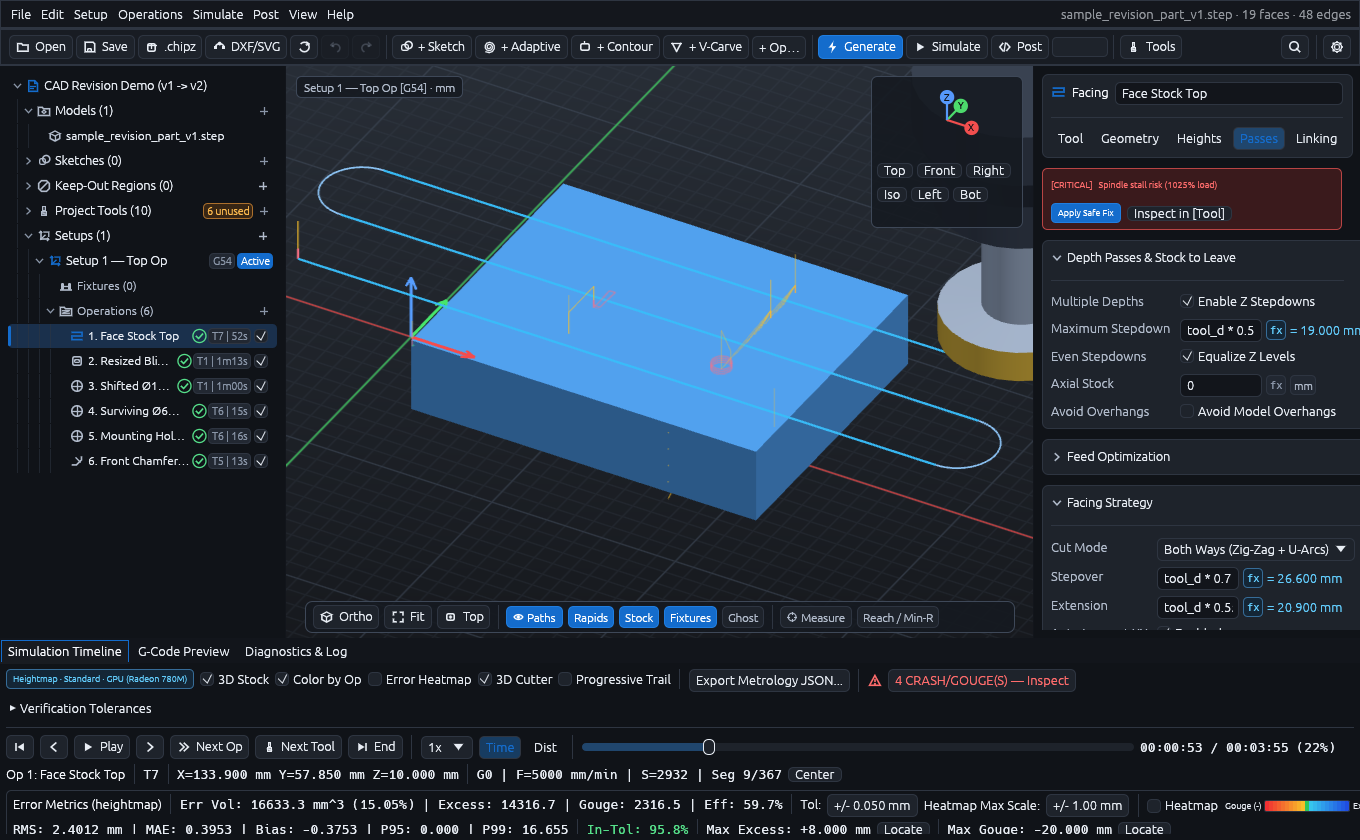 File Edit Setup Operations Simulate Post View Help sample_revision_part_v1.step · 19 faces · 48 edges
Open Save .chipz DXF/SVG + Sketch + Adaptive + Contour + V-Carve + Op… Generate Simulate Post Tools
CAD Revision Demo (v1 -> v2)
Models (1) +
sample_revision_part_v1.step
Sketches (0) +
Keep-Out Regions (0) +
Project Tools (10) 6 unused +
Setups (1) +
Setup 1 — Top Op G54 Active
Fixtures (0)
Operations (6) +
1. Face Stock Top T7 | 52s
2. Resized Bli… T1 | 1m13s
3. Shifted Ø1… T1 | 1m00s
4. Surviving Ø6… T6 | 15s
5. Mounting Hol… T6 | 16s
6. Front Chamfer… T5 | 13s
Setup 1 — Top Op [G54] · mm
Z
Y
X
Top Front Right
Iso Left Bot
Ortho Fit Top Paths Rapids Stock Fixtures Ghost Measure Reach / Min-R
Facing Face Stock Top
Tool Geometry Heights Passes Linking
[CRITICAL] Spindle stall risk (1025% load)
Apply Safe Fix Inspect in [Tool]
Depth Passes & Stock to Leave
Multiple Depths Enable Z Stepdowns
Maximum Stepdown tool_d * 0.5 fx = 19.000 mm
Even Stepdowns Equalize Z Levels
Axial Stock 0 fx mm
Avoid Overhangs Avoid Model Overhangs
Feed Optimization
Facing Strategy
Cut Mode Both Ways (Zig-Zag + U-Arcs)
Stepover tool_d * 0.7 fx = 26.600 mm
Extension tool_d * 0.5. fx = 20.900 mm
Simulation Timeline G-Code Preview Diagnostics & Log
Heightmap · Standard · GPU (Radeon 780M) 3D Stock Color by Op Error Heatmap 3D Cutter Progressive Trail Export Metrology JSON… 4 CRASH/GOUGE(S) — Inspect
Verification Tolerances
Play Next Op Next Tool End 1x Time Dist 00:00:53 / 00:03:55 (22%)
Op 1: Face Stock Top T7 X=133.900 mm Y=57.850 mm Z=10.000 mm G0 | F=5000 mm/min | S=2932 | Seg 9/367 Center
Error Metrics (heightmap) Err Vol: 16633.3 mm^3 (15.05%) | Excess: 14316.7 | Gouge: 2316.5 | Eff: 59.7% Tol: +/- 0.050 mm Heatmap Max Scale: +/- 1.00 mm Heatmap Gouge (-) Ex
RMS: 2.4012 mm | MAE: 0.3953 | Bias: -0.3753 | P95: 0.000 | P99: 16.655 In-Tol: 95.8% Max Excess: +8.000 mm Locate Max Gouge: -20.000 mm Locate